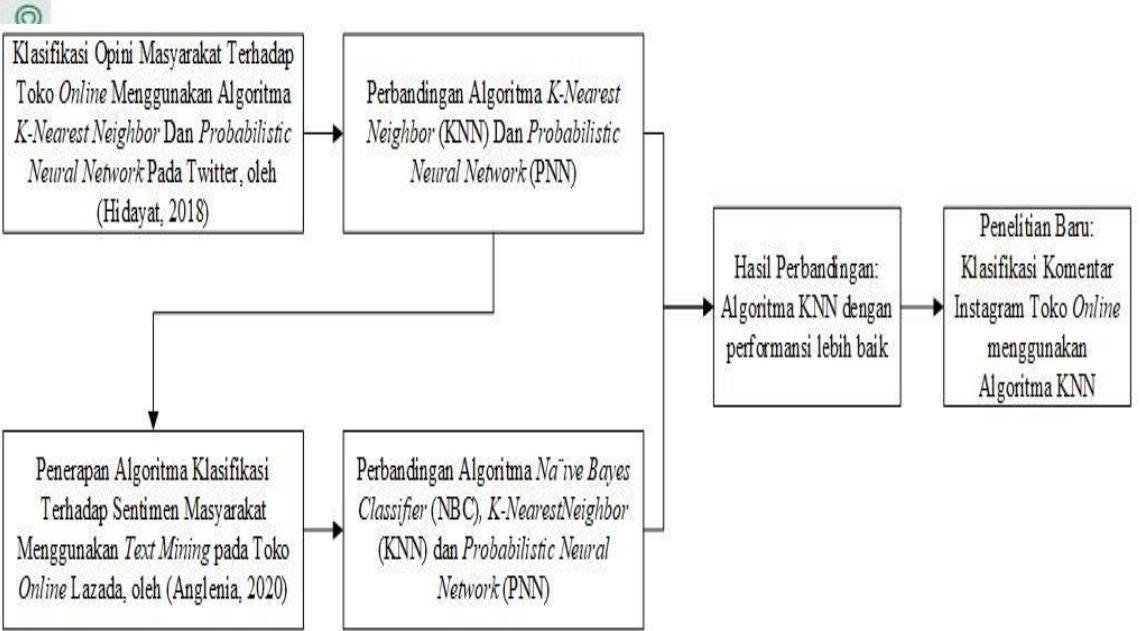 ©
Klasifikasi Opini Masyarakat Terhadap
Toko Online Menggunakan Algoritma
K-Nearest Neighbor Dan Probabilistic
Neural Network Pada Twitter, oleh
(Hidayat, 2018)
Perbandingan Algoritma K-Nearest
Neighbor (KNN) Dan Probabilistic
Neural Network (PNN)
Hasil Perbandingan:
Algoritma KNN dengan
performansi lebih baik
Penelitian Baru:
Klasifikasi Komentar
Instagram Toko Online
menggunakan
Algoritma KNN
Penerapan Algoritma Klasifikasi
Terhadap Sentimen Masyarakat
Menggunakan Text Mining pada Toko
Online Lazada, oleh (Anglenia, 2020)
Perbandingan Algoritma Na¨ıve Bayes
Classifier (NBC), K-NearestNeighbor
(KNN) dan Probabilistic Neural
Network (PNN)